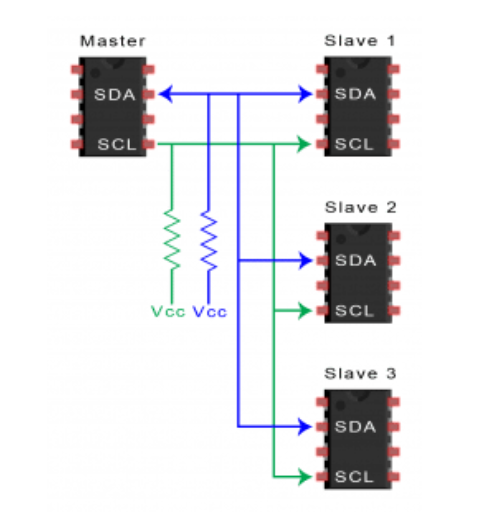 Master
Slave 1
SDA
SDA
SCL
SCL
Slave 2
SDA
Vcc Vcc
SCL
Slave 3
SDA
SCL